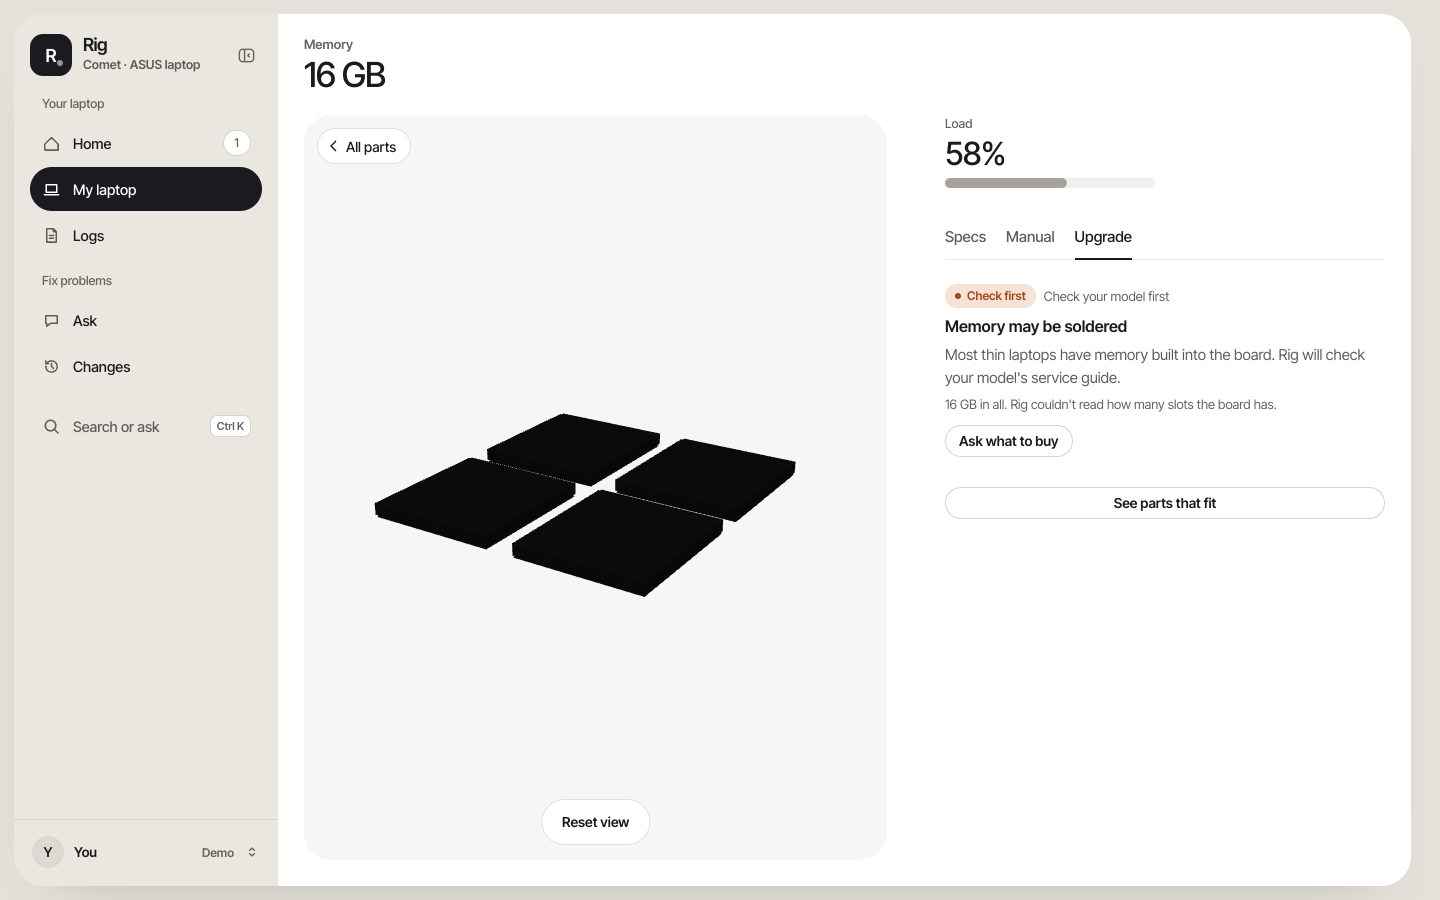 R.
Rig
Comet · ASUS laptop
Your laptop
Home
1
My laptop
Logs
Fix problems
Ask
Changes
Search or ask
Ctrl K
Y
You
Demo
Memory
16 GB
All parts
Reset view
Load
58%
Specs
Manual
Upgrade
Check first
Check your model first
Memory may be soldered
Most thin laptops have memory built into the board. Rig will check
your model's service guide.
16 GB in all. Rig couldn't read how many slots the board has.
Ask what to buy
See parts that fit